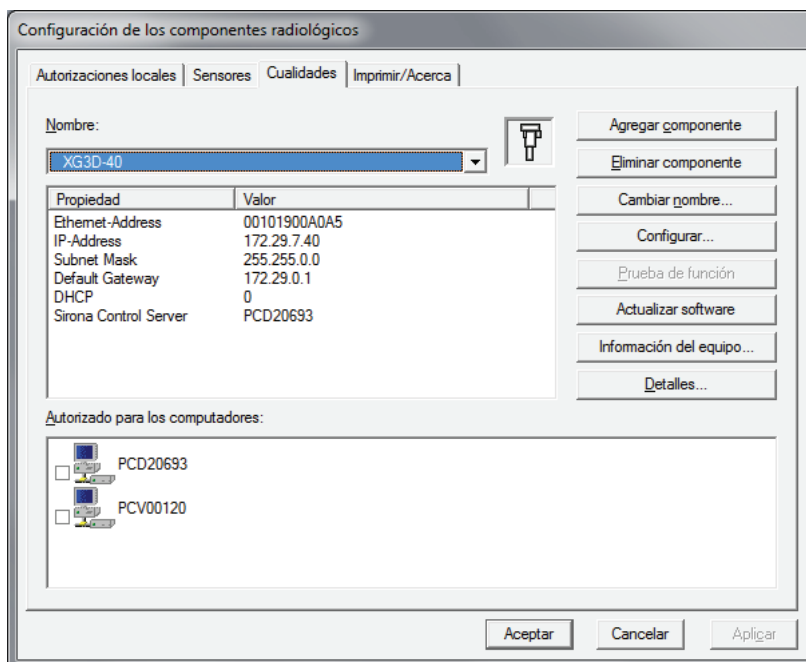 Configuración de los componentes radiológicos
Autorizaciones locales Sensores Cualidades Imprimir/Acerca
Nombre:
XG3D-40
Agregar componente
Eliminar componente
Cambiar nombre...
Configurar...
Prueba de función
Actualizar software
Información del equipo...
Detalles...
Propiedad Valor
Ethernet-Address 00101900A0A5
IP-Address 172.29.7.40
Subnet Mask 255.255.0.0
Default Gateway 172.29.0.1
DHCP 0
Sirona Control Server PCD20693
Autorizado para los computadores:
PCD20693
PCV00120
Aceptar Cancelar Aplicar